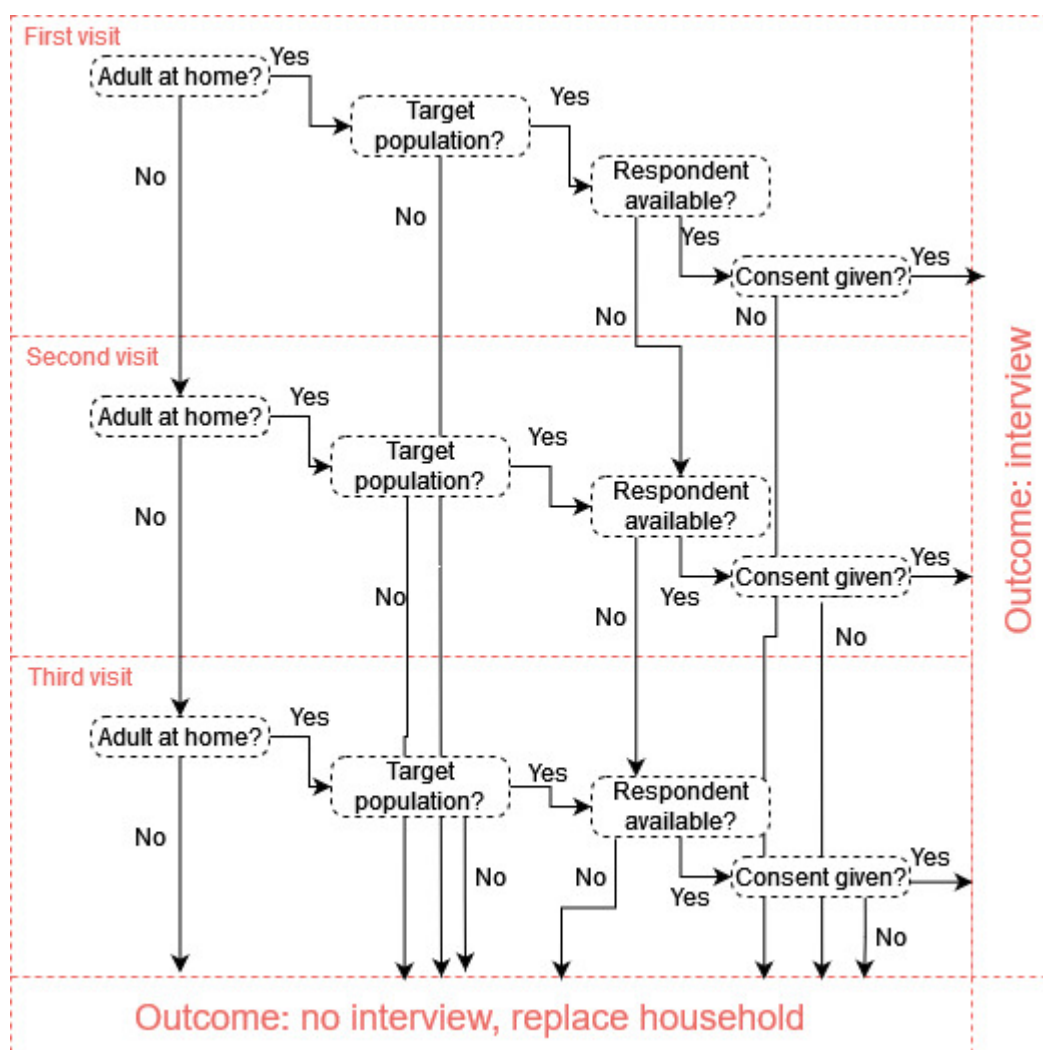 First visit
Adult at home?
Yes
Target
population?
Yes
No
No
Respondent
available?
Yes
Consent given?
Yes
No
No
Second visit
Adult at home?
Yes
Target
population?
Yes
Respondent
available?
No
Consent given?
Yes
No
Yes
No
No
Third visit
Adult at home?
Yes
Target
population?
Yes
Respondent
available?
No
No
No
Yes
Consent given?
Yes
No
Outcome: interview
Outcome: no interview, replace household